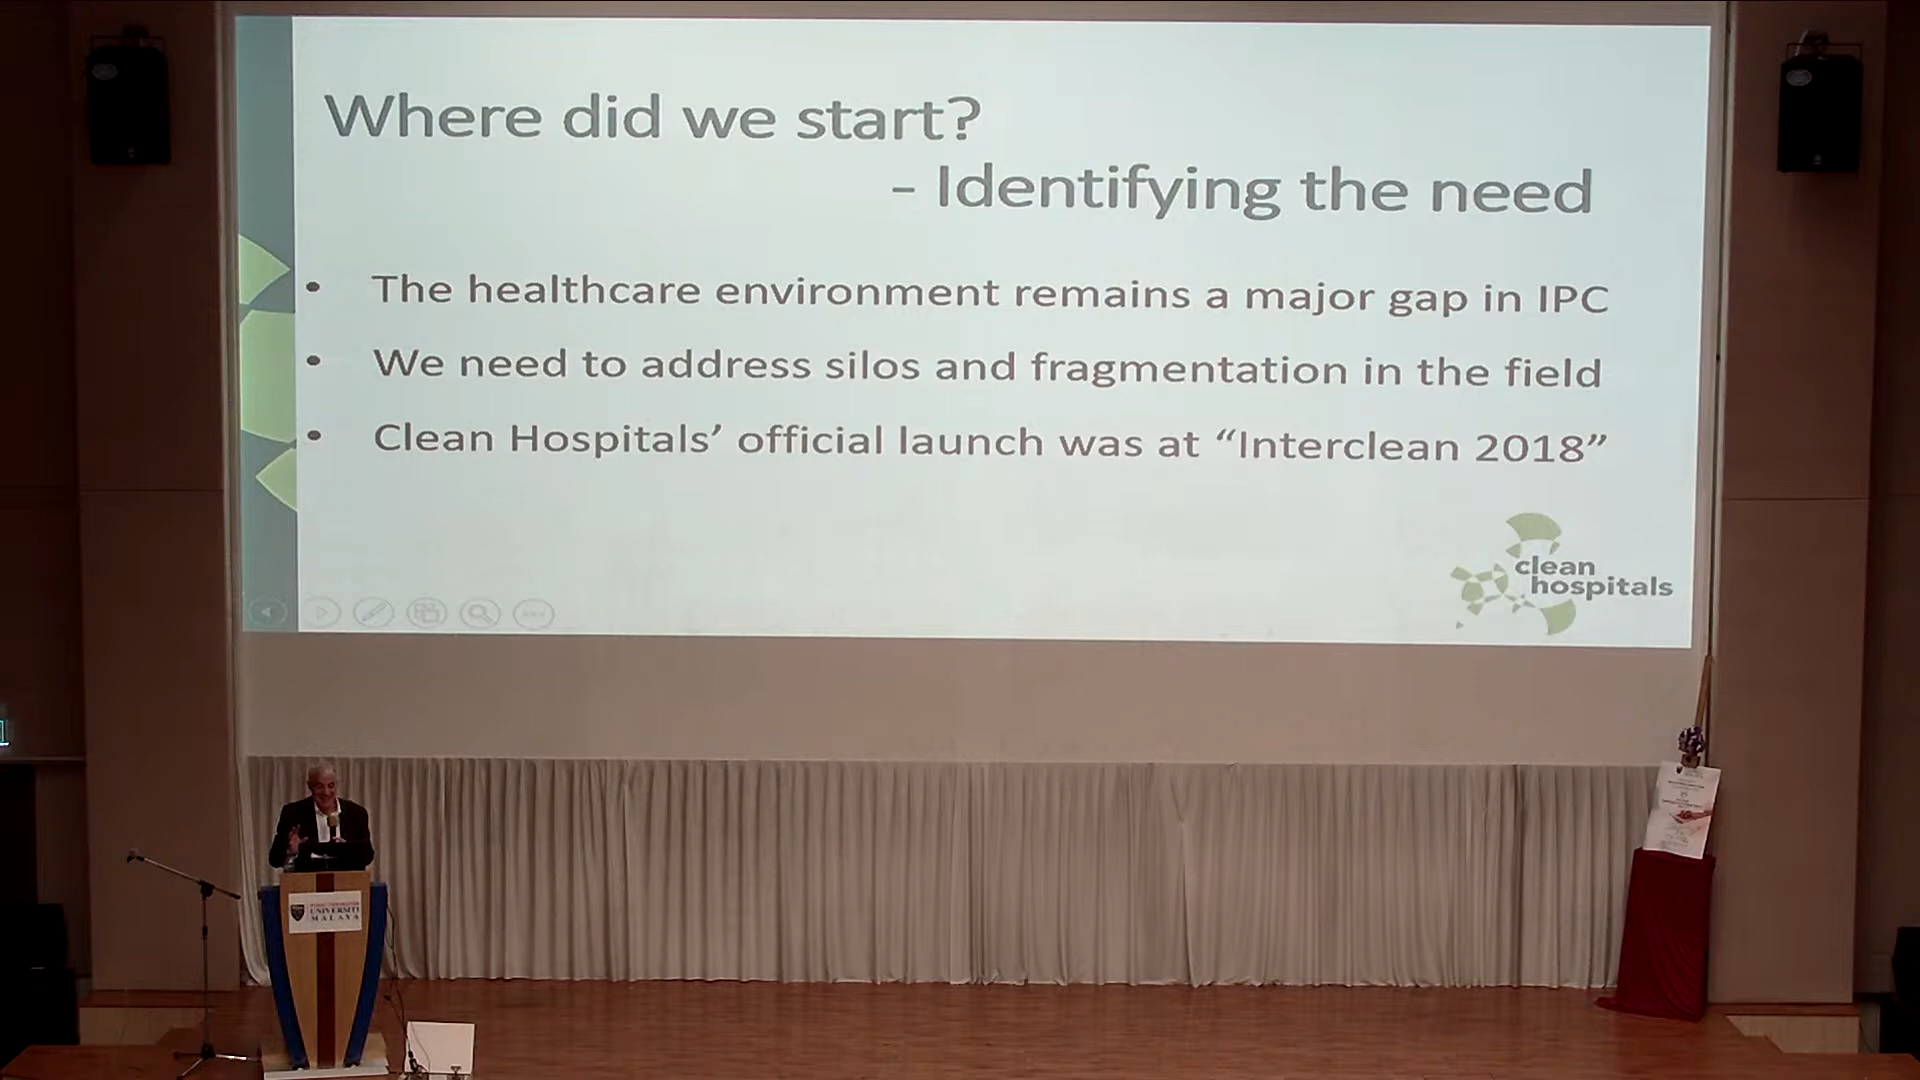 Where did we start?
- Identifying the need
• The healthcare environment remains a major gap in IPC
• We need to address silos and fragmentation in the field
• Clean Hospitals’ official launch was at “Interclean 2018”
clean
hospitals
UNIVERSITI
MALAYA